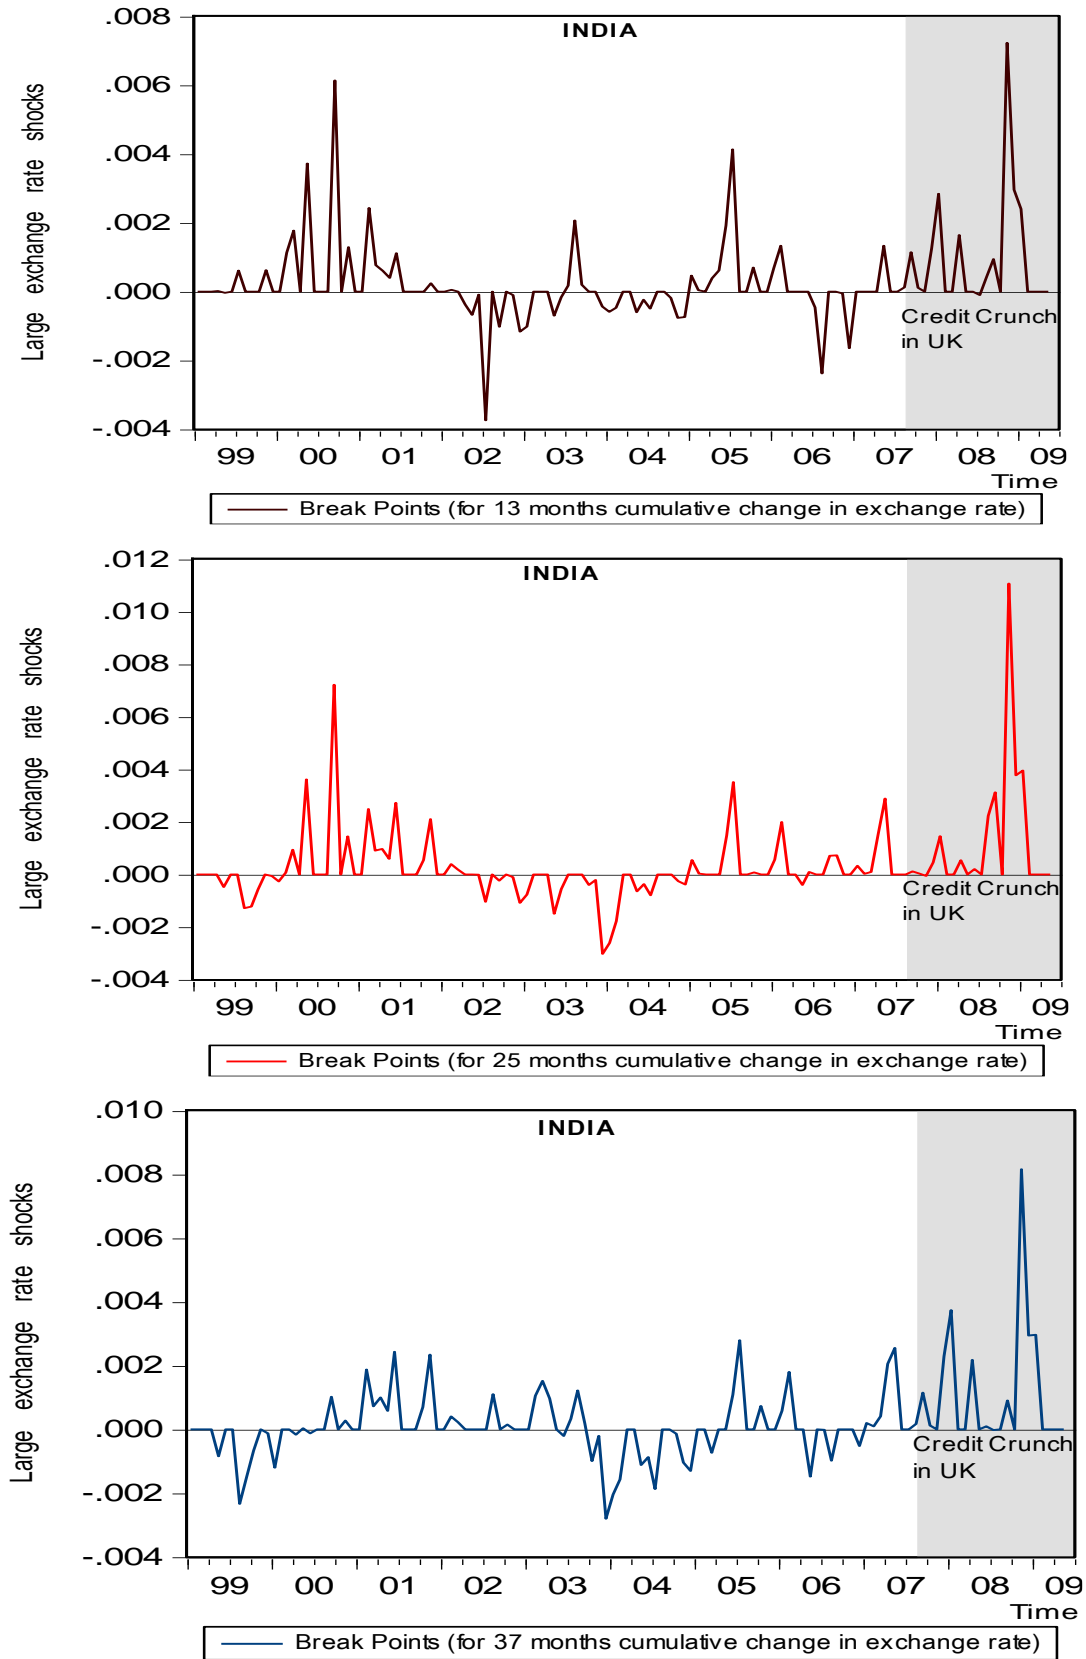 Large exchange rate shocks
.008
.006
.004
.002
.000
-.002
-.004
INDIA
Credit Crunch
in UK
99 00 01 02 03 04 05 06 07 08 09
Time
Break Points (for 13 months cumulative change in exchange rate)
Large exchange rate shocks
.012
.010
.008
.006
.004
.002
.000
-.002
-.004
INDIA
Credit Crunch
in UK
99 00 01 02 03 04 05 06 07 08 09
Time
Break Points (for 25 months cumulative change in exchange rate)
Large exchange rate shocks
.010
.008
.006
.004
.002
.000
-.002
-.004
INDIA
Credit Crunch
in UK
99 00 01 02 03 04 05 06 07 08 09
Time
Break Points (for 37 months cumulative change in exchange rate)